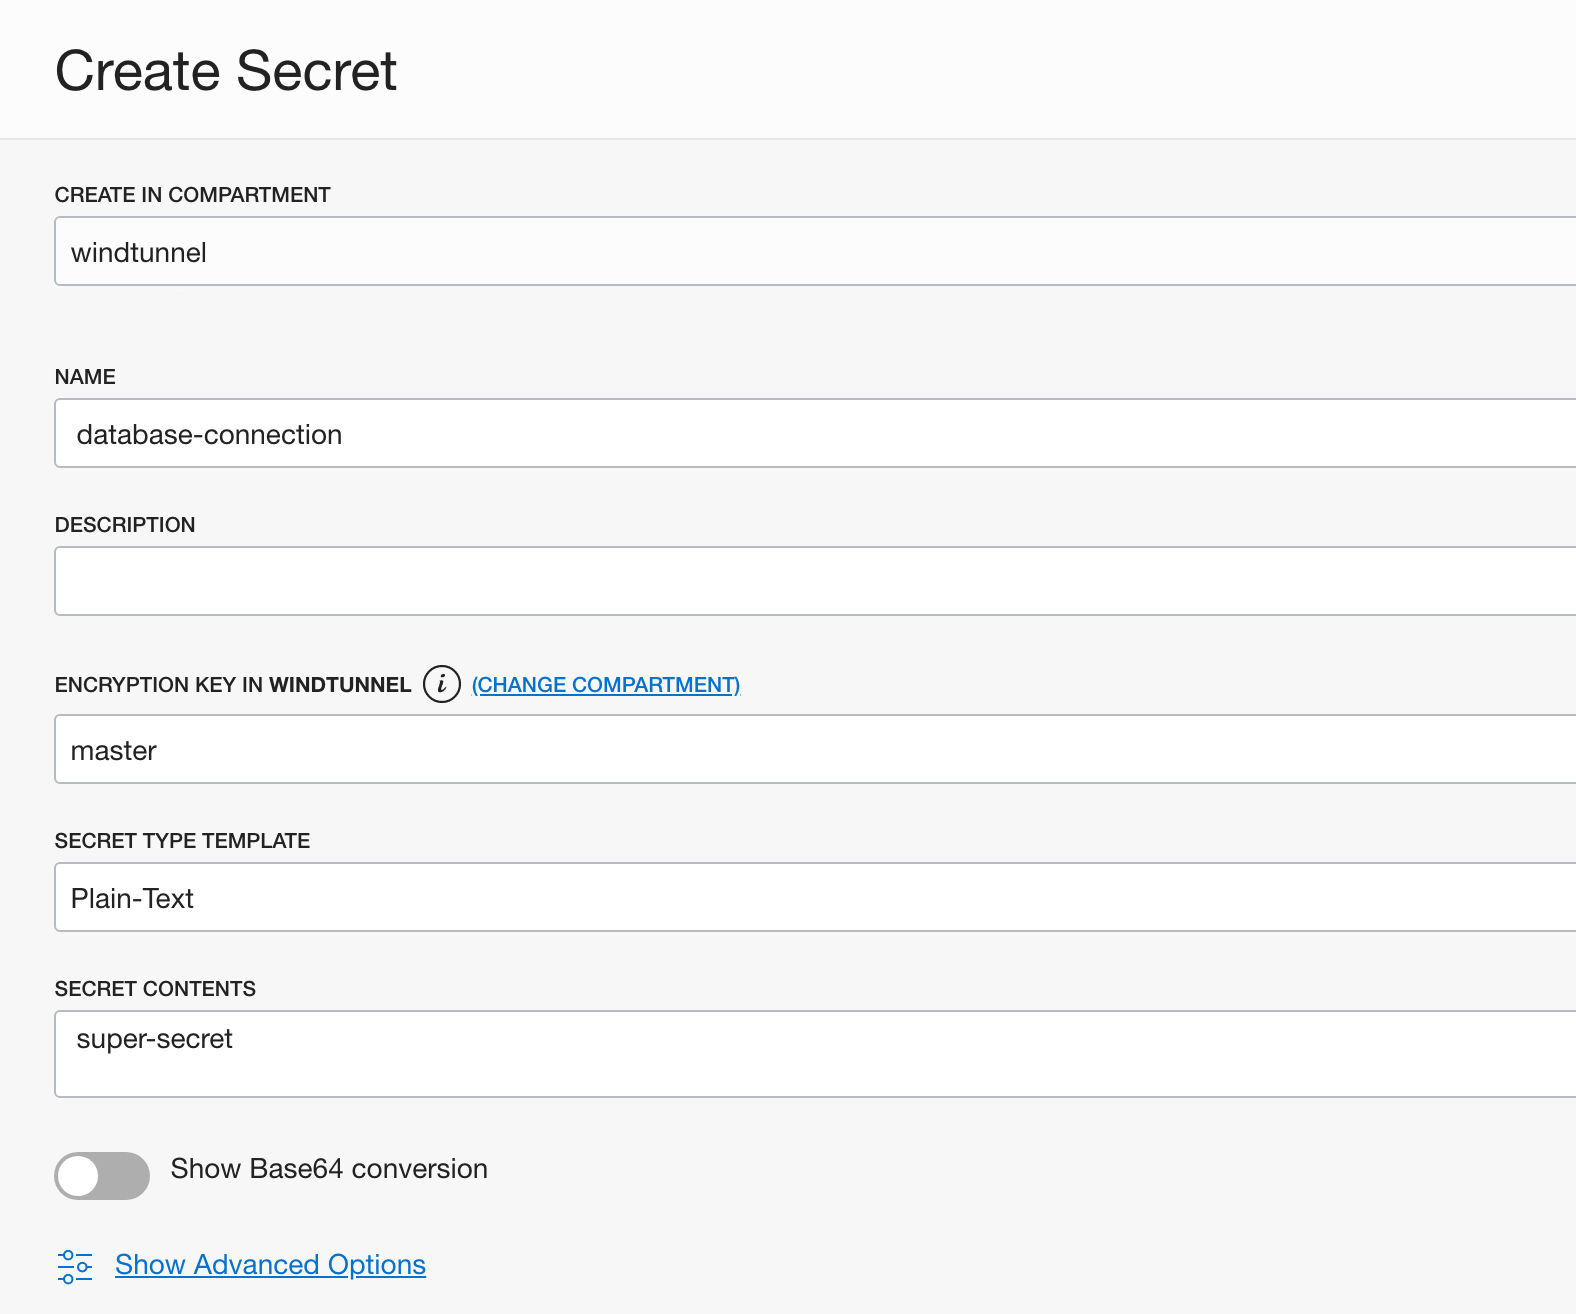 Create Secret
CREATE IN COMPARTMENT
windtunnel
NAME
database-connection
DESCRIPTION
ENCRYPTION KEY IN WINDTUNNEL i (CHANGE COMPARTMENT)
master
SECRET TYPE TEMPLATE
Plain-Text
SECRET CONTENTS
super-secret
Show Base64 conversion
Show Advanced Options